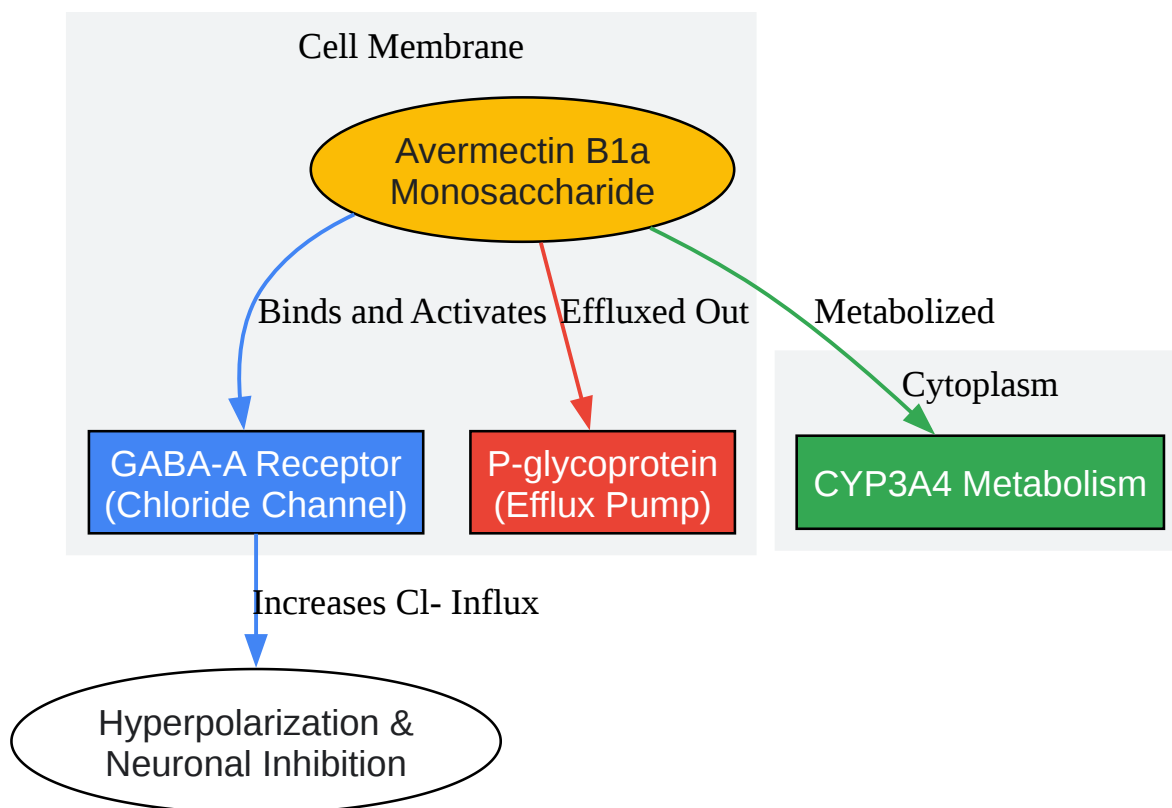 Cell Membrane
Avermectin B1a
Monosaccharide
Binds and Activates
Effluxed Out
Metabolized
Cytoplasm
GABA-A Receptor
(Chloride Channel)
P-glycoprotein
(Efflux Pump)
CYP3A4 Metabolism
Increases Cl- Influx
Hyperpolarization &
Neuronal Inhibition